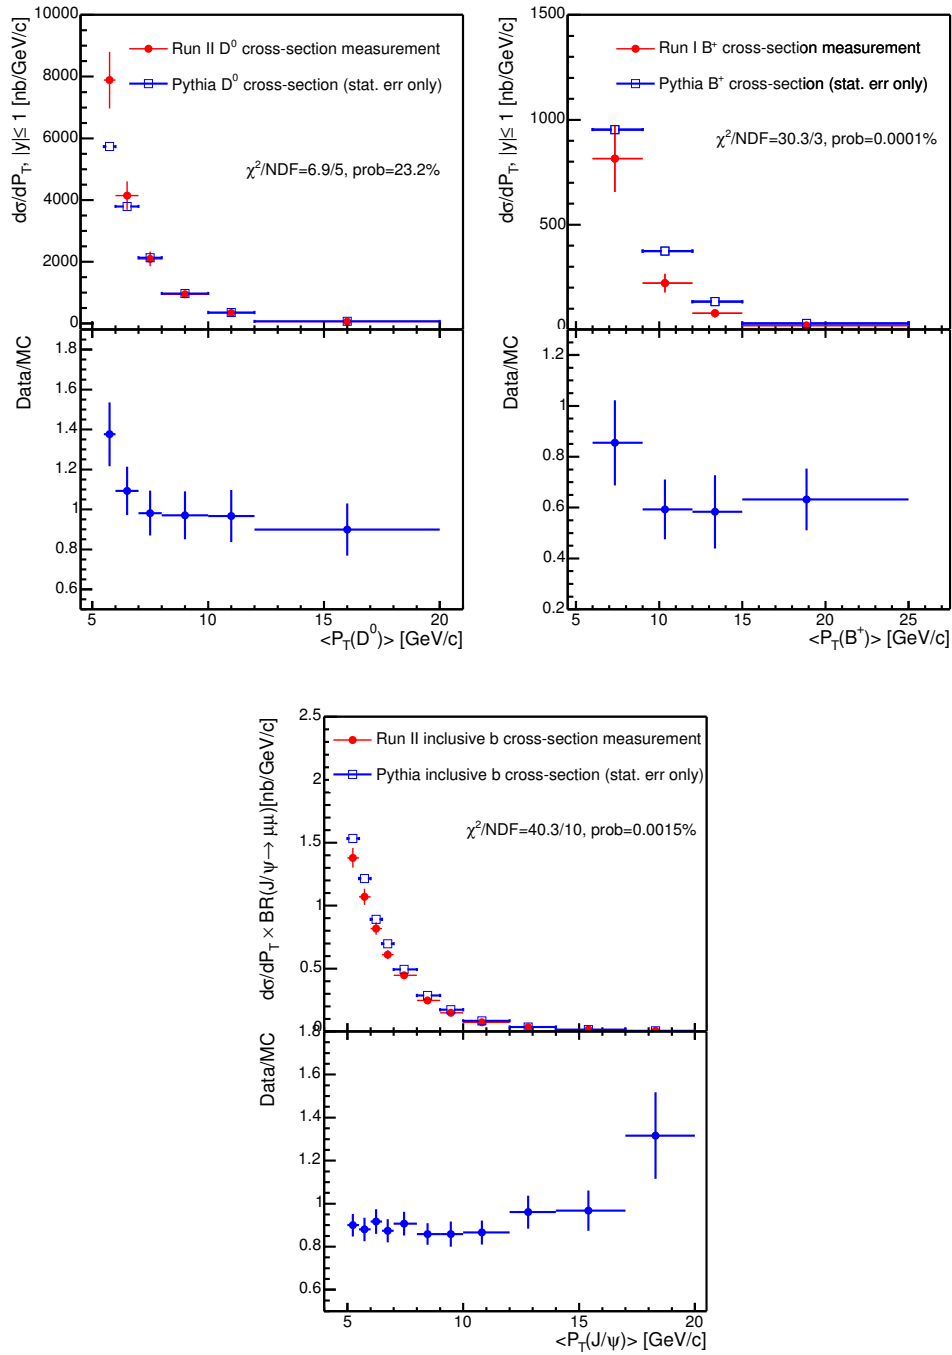 dσ/dP_T, |y|≤ 1 [nb/GeV/c]
10000
8000
6000
4000
2000
0
Run II D⁰ cross-section measurement
Pythia D⁰ cross-section (stat. err only)
χ²/NDF=6.9/5, prob=23.2%
Data/MC
1.8
1.6
1.4
1.2
1
0.8
0.6
5 10 15 20
<P_T(D⁰)> [GeV/c]
dσ/dP_T, |y|≤ 1 [nb/GeV/c]
1500
1000
500
0
Run I B⁺ cross-section measurement
Pythia B⁺ cross-section (stat. err only)
χ²/NDF=30.3/3, prob=0.0001%
Data/MC
1.2
1
0.8
0.6
0.4
0.2
5 10 15 20 25
<P_T(B⁺)> [GeV/c]
dσ/dP_T × BR(J/ψ→ μμ)[nb/GeV/c]
2.5
2
1.5
1
0.5
0
Run II inclusive b cross-section measurement
Pythia inclusive b cross-section (stat. err only)
χ²/NDF=40.3/10, prob=0.0015%
Data/MC
1.8
1.6
1.4
1.2
1
0.8
0.6
5 10 15 20
<P_T(J/ψ)> [GeV/c]